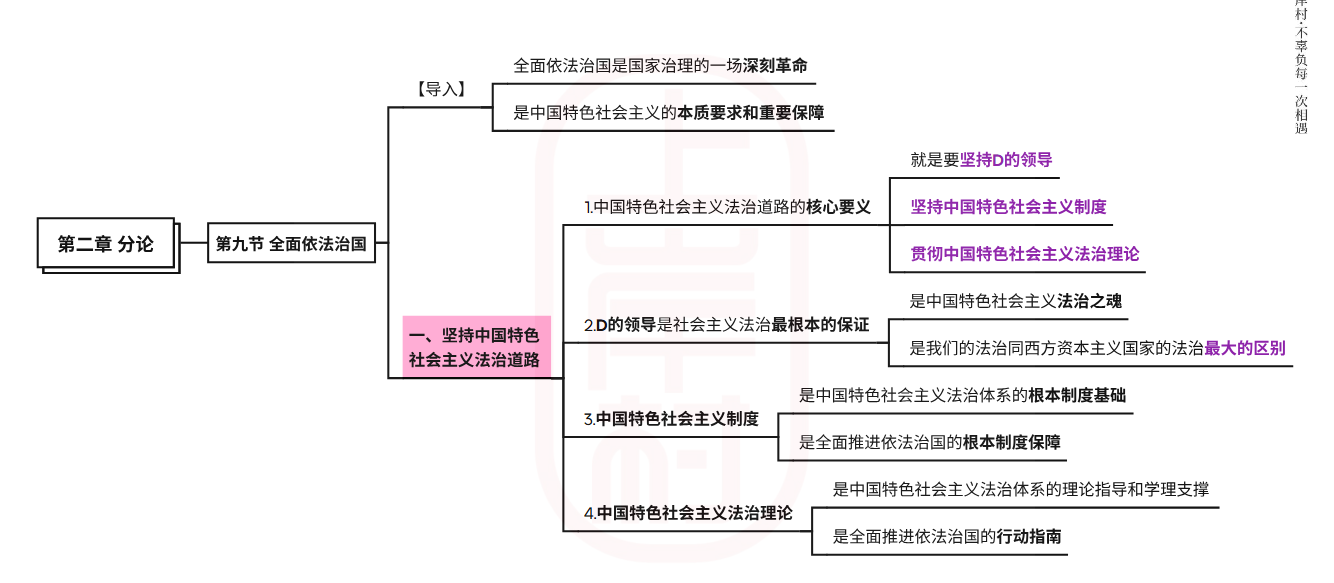 第二章 分论
第九节 全面依法治国
【导入】
全面依法治国是国家治理的一场深刻革命
是中国特色社会主义的本质要求和重要保障
一、坚持中国特色
社会主义法治道路
1.中国特色社会主义法治道路的核心要义
就是要坚持D的领导
坚持中国特色社会主义制度
贯彻中国特色社会主义法治理论
2.D的领导是社会主义法治最根本的保证
是中国特色社会主义法治之魂
是我们的法治同西方资本主义国家的法治最大的区别
3.中国特色社会主义制度
是中国特色社会主义法治体系的根本制度基础
是全面推进依法治国的根本制度保障
4.中国特色社会主义法治理论
是中国特色社会主义法治体系的理论指导和学理支撑
是全面推进依法治国的行动指南
村·不辜负每一次相遇